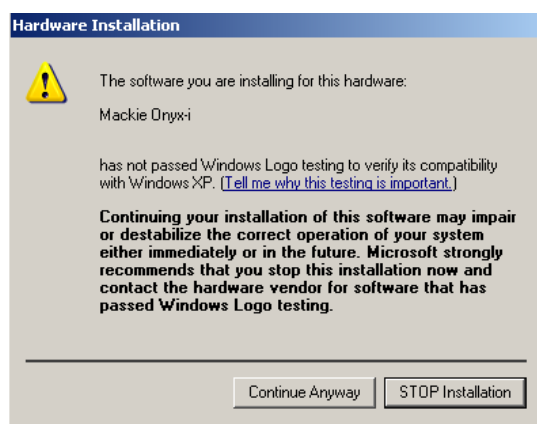 Hardware Installation
The software you are installing for this hardware:
Mackie Onyx-i
has not passed Windows Logo testing to verify its compatibility
with Windows XP. (Tell me why this testing is important.)
Continuing your installation of this software may impair
or destabilize the correct operation of your system
either immediately or in the future. Microsoft strongly
recommends that you stop this installation now and
contact the hardware vendor for software that has
passed Windows Logo testing.
Continue Anyway STOP Installation